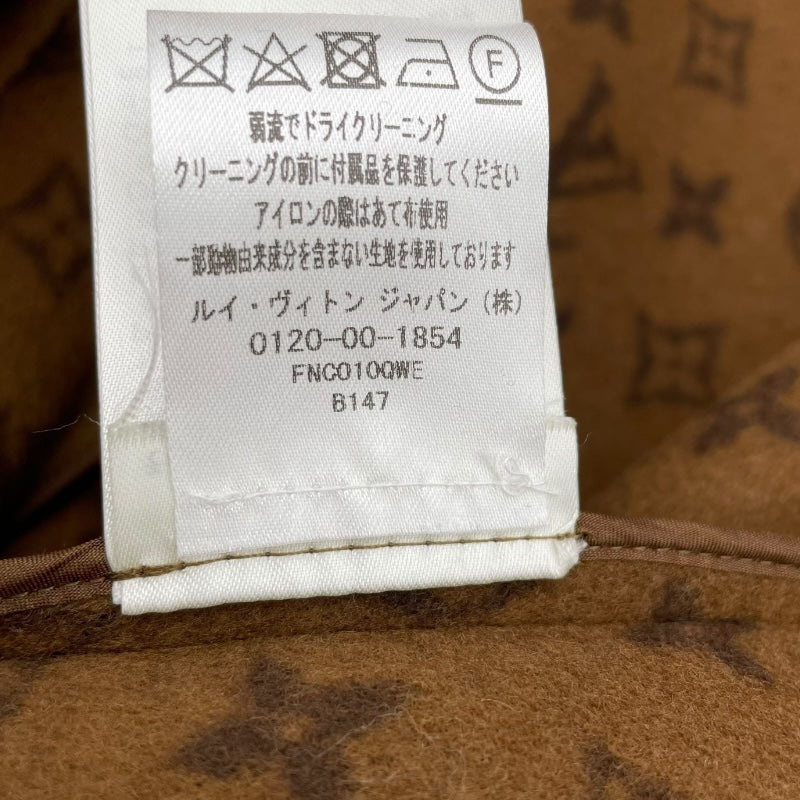 F
弱流でドライクリーニング
クリーニングの前に付属品を保護してください
アイロンの際はあて布使用
一部動物由来成分を含まない生地を使用しております
ルイ・ヴィトン ジャパン（株）
0120-00-1854
FNCO10QWE
B147